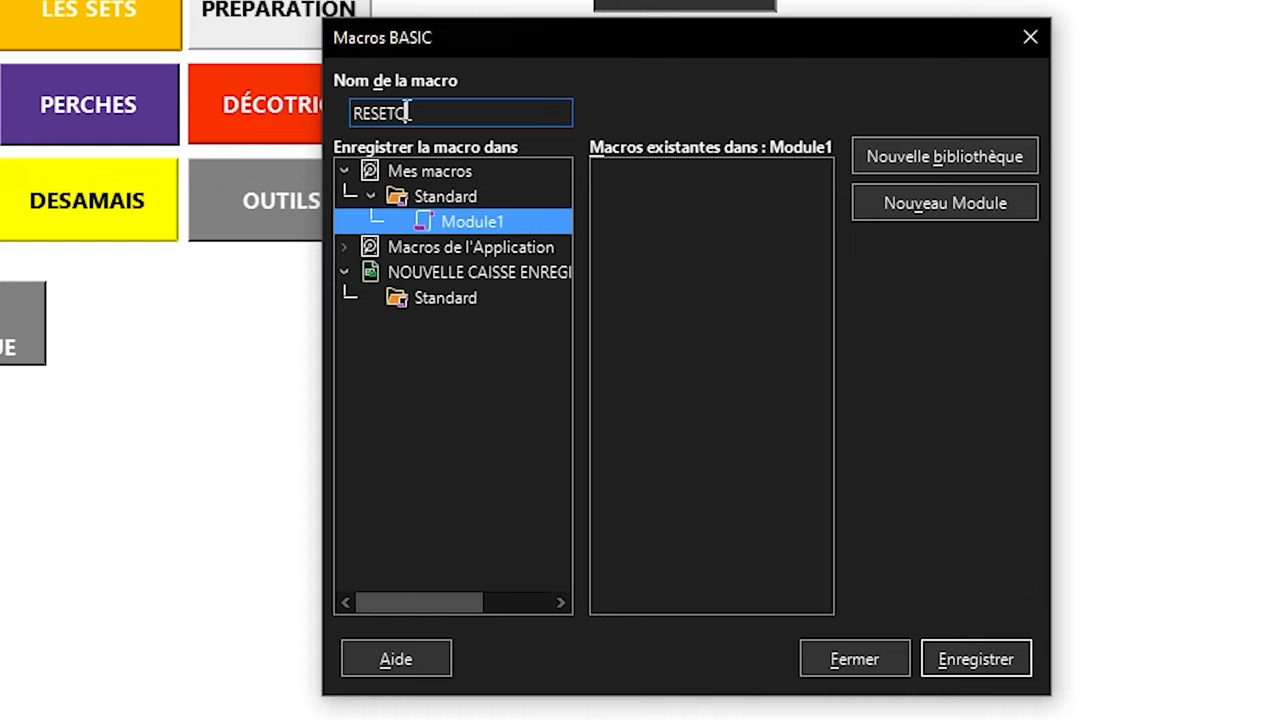 LES SETS
PRÉPARATION
PERCHES
DÉCOTRI
DESAMAIS
OUTILS
UE
Macros BASIC
Nom de la macro
RESETC
Enregistrer la macro dans
Mes macros
Standard
Module1
Macros de l'Application
NOUVELLE CAISSE ENREGI
Standard
Macros existantes dans : Module1
Nouvelle bibliothèque
Nouveau Module
Aide
Fermer
Enregistrer